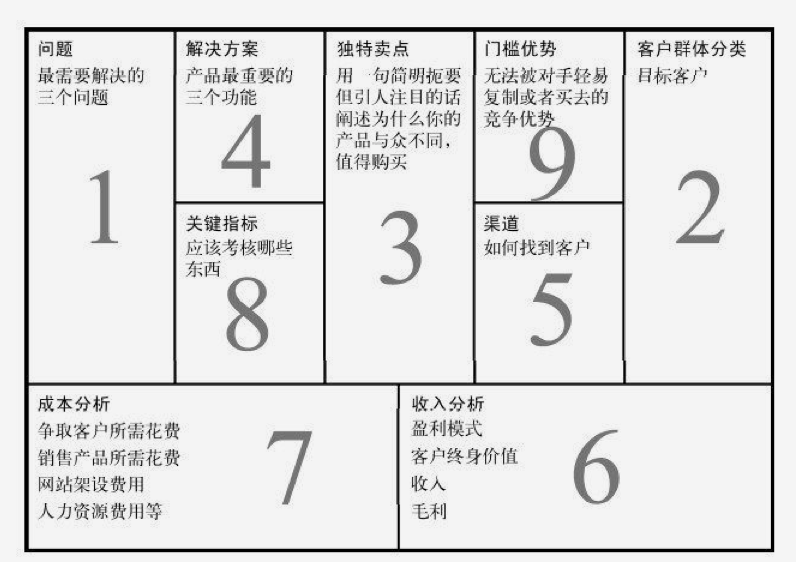 问题
最需要解决的
三个问题
1
解决方案
产品最重要的
三个功能
4
关键指标
应该考核哪些
东西
8
独特卖点
用一句简明扼要
但引人注目的话
阐述为什么你的
产品与众不同，
值得购买
3
门槛优势
无法被对手轻易
复制或者买去的
竞争优势
9
渠道
如何找到客户
5
客户群体分类
目标客户
2
成本分析
争取客户所需花费
销售产品所需花费
网站架设费用
人力资源费用等
7
收入分析
盈利模式
客户终身价值
收入
毛利
6